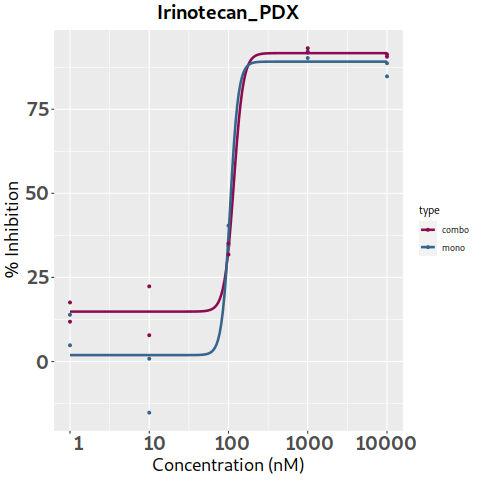 Irinotecan_PDX
% Inhibition
75
50
25
0
1 10 100 1000 10000
Concentration (nM)
type
combo
mono